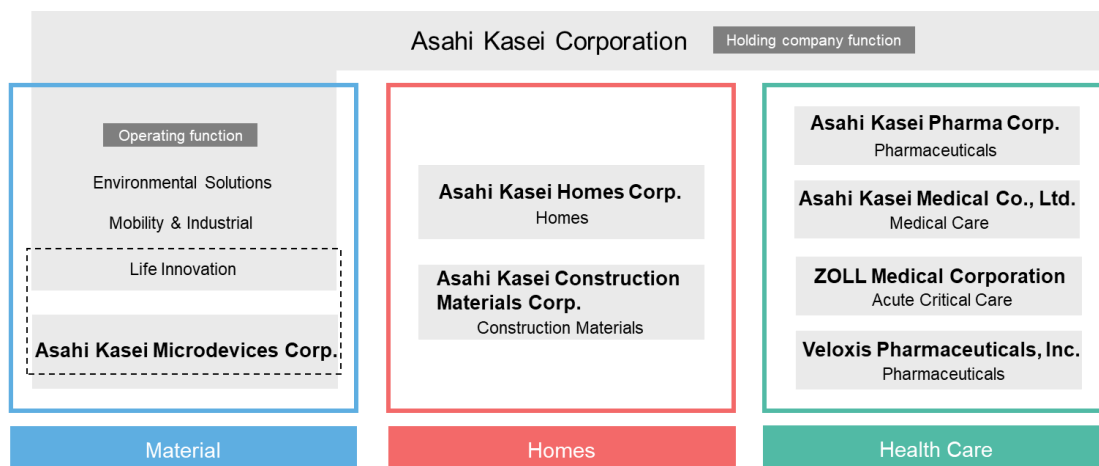 Asahi Kasei Corporation
Holding company function
Operating function
Environmental Solutions
Mobility & Industrial
Life Innovation
Asahi Kasei Microdevices Corp.
Material
Asahi Kasei Homes Corp.
Homes
Asahi Kasei Construction
Materials Corp.
Construction Materials
Homes
Asahi Kasei Pharma Corp.
Pharmaceuticals
Asahi Kasei Medical Co., Ltd.
Medical Care
ZOLL Medical Corporation
Acute Critical Care
Veloxis Pharmaceuticals, Inc.
Pharmaceuticals
Health Care